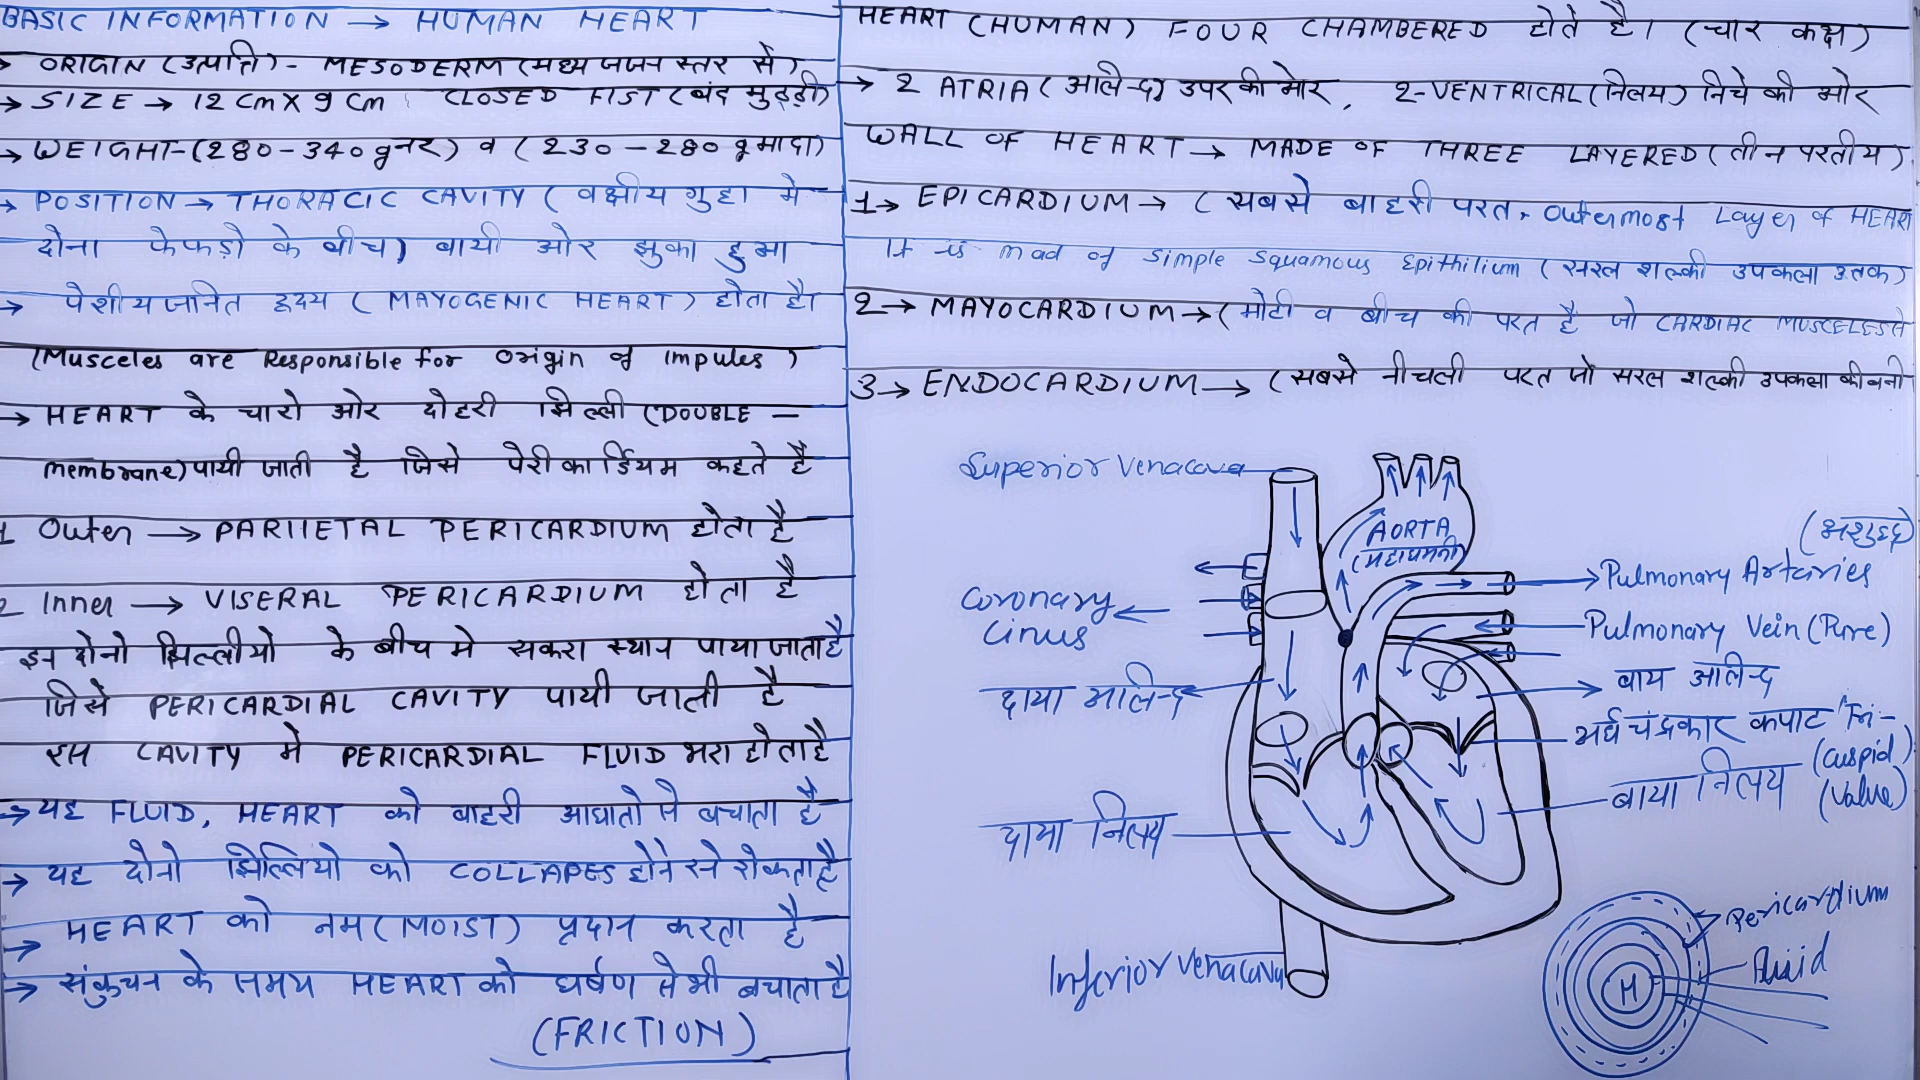 BASIC INFORMATION → HUMAN HEART
→ ORIGIN (उत्पत्ति) - MESODERM (मध्य जनन स्तर से)
→ SIZE → 12 cm X 9 cm CLOSED FIST (बंद मुठ्ठी)
→ WEIGHT-(280-340g नर) व (230-280 g मादा)
→ POSITION → THORACIC CAVITY ( वक्षीय गुहा मे
दोना फेफड़ो के बीच) बायी ओर झुका हुआ
→ पेशीय जनित हृदय ( MAYOGENIC HEART) होता है।
(Musceles are Responsible for Origin of Impules )
→ HEART के चारो ओर दोहरी झिल्ली (DOUBLE -
membrane) पायी जाती है जिसे पेरीकार्डियम कहते है
1 Outer → PARIIETAL PERICARDIUM होता है
2 Inner → VISERAL PERICARDIUM होता है
इन दोनो झिल्लीयो के बीच मे सकरा स्थान पाया जाता है
जिसे PERICARDIAL CAVITY पायी जाती है
इस CAVITY मे PERICARDIAL FLUID भरा होता है
→ यह FLUID, HEART को बाहरी आघातो से बचाता है
→ यह दोनो झिल्लियो को COLLAPES होने से रोकता है
→ HEART को नम (MOIST) प्रदान करता है
→ संकुचन के समय HEART को घर्षण से भी बचाता है
(FRICTION)
HEART (HUMAN) FOUR CHAMBERED होते है। (चार कक्ष)
→ 2 ATRIA ( आलिन्द) उपर की ओर, 2-VENTRICAL (निलय) निचे की ओर
WALL OF HEART → MADE OF THREE LAYERED (तीन परतीय)
1→ EPICARDIUM → ( सबसे बाहरी परत, Outermost Layer of HEART
It is mad of simple Squamous Epithilium (सरल शल्की उपकला उतक)
2→ MAYOCARDIUM → ( मोटी व बीच की परत है जो CARDIAC MUSCELES से
3→ ENDOCARDIUM → (सबसे नीचली परत जो सरल शल्की उपकला की बनी
Superior Venacava
AORTA
(महाधमनी)
(अशुद्ध)
Pulmonary Artaries
Coronary
Cinus
Pulmonary Vein (Pure)
बाय आलिन्द
दाया आलिन्द
अर्ध चंद्रकार कपाट "Tri-
(Cuspid)
बाया निलय (Value)
दाया निलय
Pericardium
Fluid
H
Inferior Venacava